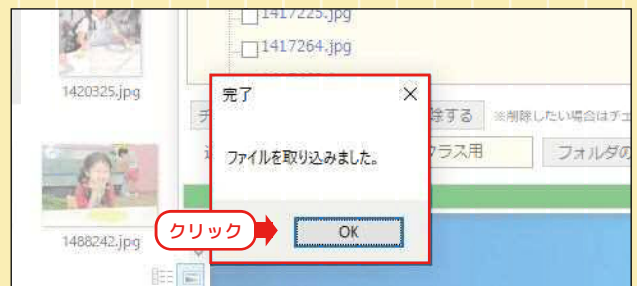 1417225.jpg
1417264.jpg
1420325.jpg
完了
除する
※削除したい場合はチェ
ファイルを取り込みました。
クラス用
フォルダの
クリック
OK
1488242.jpg